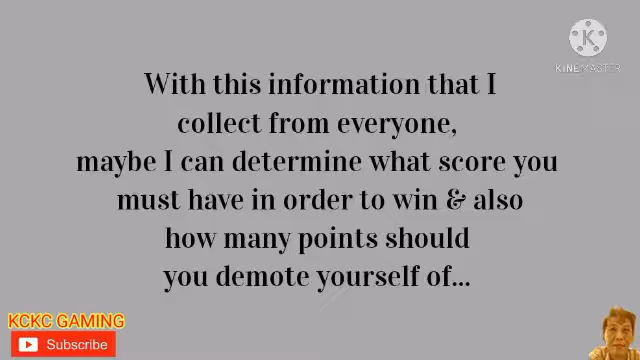 KINEMASTER
With this information that I
collect from everyone,
maybe I can determine what score you
must have in order to win & also
how many points should
you demote yourself of...
KCKC GAMING
Subscribe